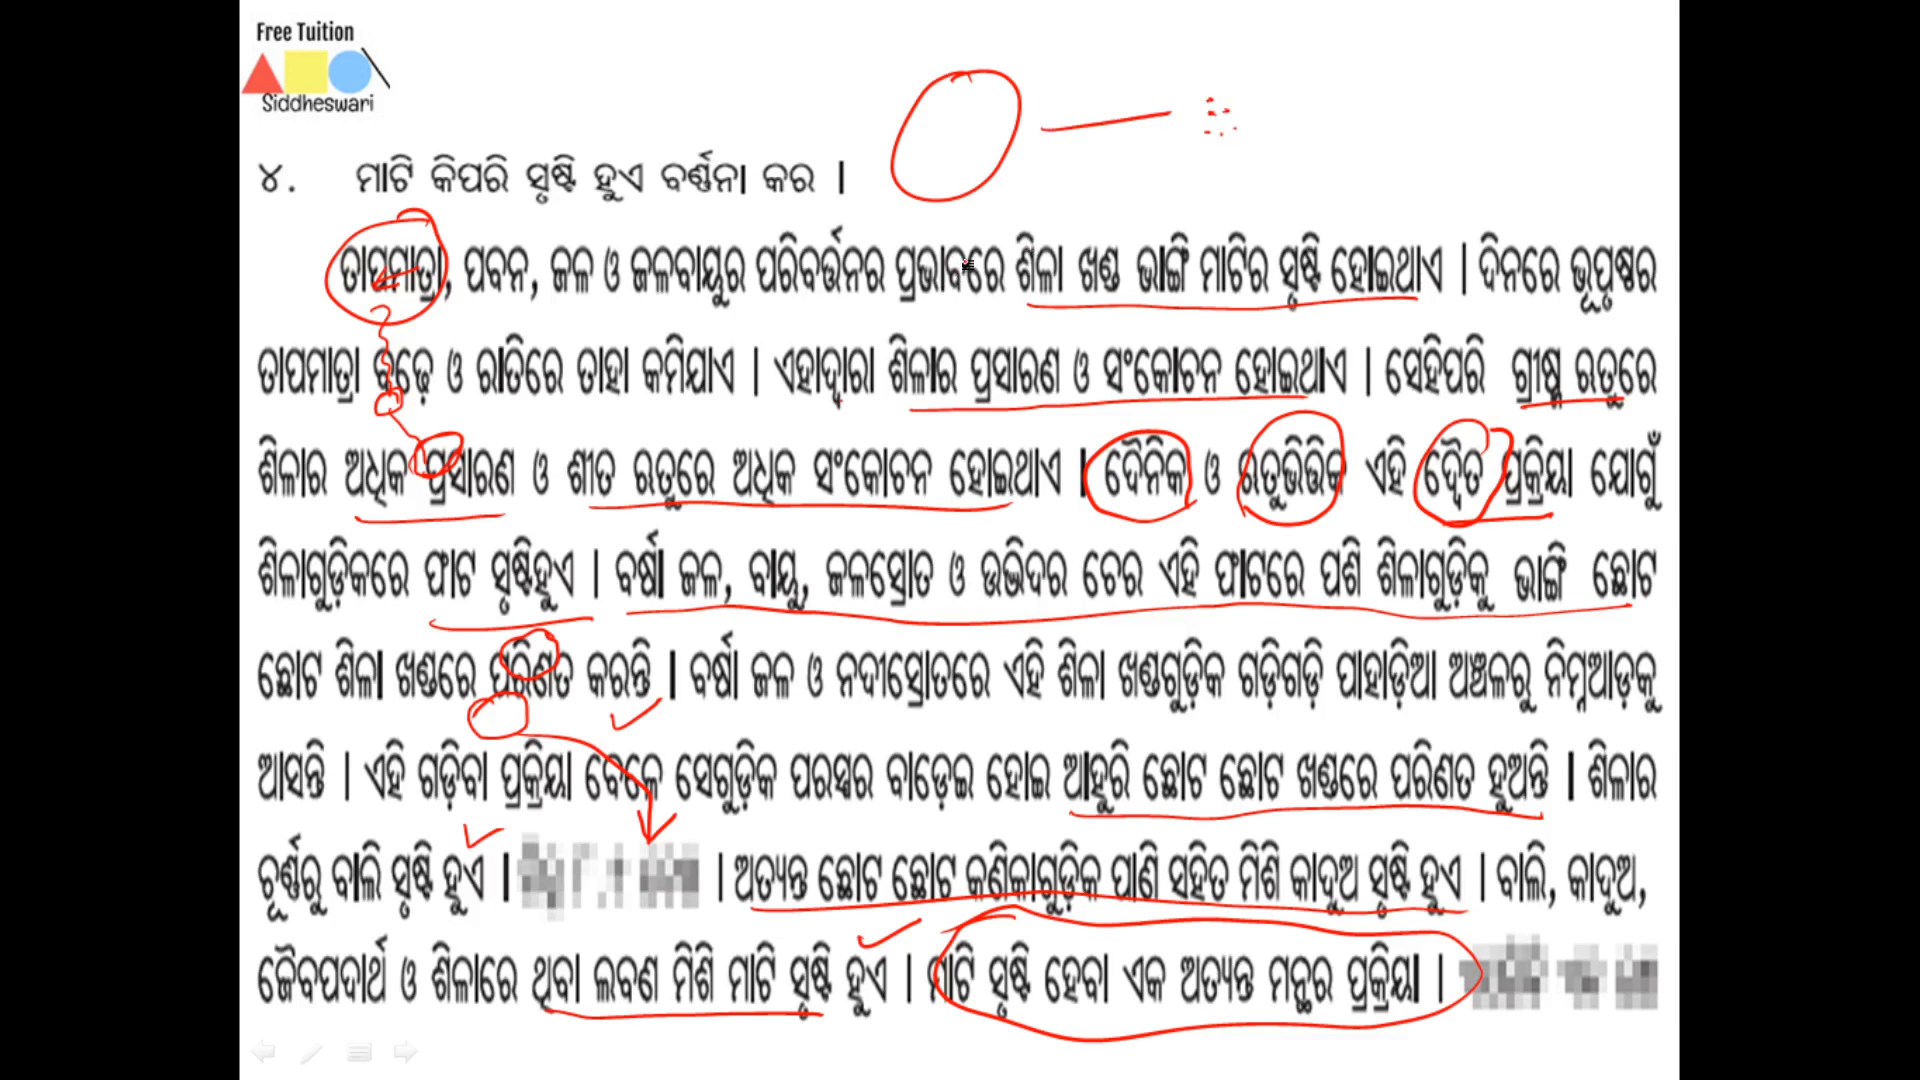 Free Tuition
Siddheswari
୪. ମାଟି କିପରି ସୃଷ୍ଟି ହୁଏ ବର୍ଣ୍ଣନା କର ।
ତାପମାତ୍ରା, ପବନ, ଜଳ ଓ ଜଳବାୟୁର ପରିବର୍ତ୍ତନର ପ୍ରଭାବରେ ଶିଳା ଖଣ୍ଡ ଭାଙ୍ଗି ମାଟିର ସୃଷ୍ଟି ହୋଇଥାଏ । ଦିନରେ ଭୂପୃଷ୍ଠର
ତାପମାତ୍ରା ବଢ଼େ ଓ ରାତିରେ ତାହା କମିଯାଏ । ଏହାଦ୍ୱାରା ଶିଳାର ପ୍ରସାରଣ ଓ ସଂକୋଚନ ହୋଇଥାଏ । ସେହିପରି ଗ୍ରୀଷ୍ମ ଋତୁରେ
ଶିଳାର ଅଧିକ ପ୍ରସାରଣ ଓ ଶୀତ ଋତୁରେ ଅଧିକ ସଂକୋଚନ ହୋଇଥାଏ । ଦୈନିକ ଓ ଋତୁଭିତ୍ତିକ ଏହି ଦ୍ୱୈତ ପ୍ରକ୍ରିୟା ଯୋଗୁଁ
ଶିଳାଗୁଡ଼ିକରେ ଫାଟ ସୃଷ୍ଟିହୁଏ । ବର୍ଷା ଜଳ, ବାୟୁ, ଜଳସ୍ରୋତ ଓ ଉଦ୍ଭିଦର ଚେର ଏହି ଫାଟରେ ପଶି ଶିଳାଗୁଡ଼ିକୁ ଭାଙ୍ଗି ଛୋଟ
ଛୋଟ ଶିଳା ଖଣ୍ଡରେ ପରିଣତ କରନ୍ତି । ବର୍ଷା ଜଳ ଓ ନଦୀସ୍ରୋତରେ ଏହି ଶିଳା ଖଣ୍ଡଗୁଡ଼ିକ ଗଡ଼ିଗଡ଼ି ପାହାଡ଼ିଆ ଅଞ୍ଚଳରୁ ନିମ୍ନଆଡ଼କୁ
ଆସନ୍ତି । ଏହି ଗଡ଼ିବା ପ୍ରକ୍ରିୟା ବେଳେ ସେଗୁଡ଼ିକ ପରସ୍ପର ବାଡ଼େଇ ହୋଇ ଆହୁରି ଛୋଟ ଛୋଟ ଖଣ୍ଡରେ ପରିଣତ ହୁଅନ୍ତି । ଶିଳାର
ଚୂର୍ଣ୍ଣରୁ ବାଲି ସୃଷ୍ଟି ହୁଏ । । ଅତ୍ୟନ୍ତ ଛୋଟ ଛୋଟ କଣିକାଗୁଡ଼ିକ ପାଣି ସହିତ ମିଶି କାଦୁଅ ସୃଷ୍ଟି ହୁଏ । ବାଲି, କାଦୁଅ,
ଜୈବପଦାର୍ଥ ଓ ଶିଳାରେ ଥିବା ଲବଣ ମିଶି ମାଟି ସୃଷ୍ଟି ହୁଏ । ମାଟି ସୃଷ୍ଟି ହେବା ଏକ ଅତ୍ୟନ୍ତ ମନ୍ଥର ପ୍ରକ୍ରିୟା ।